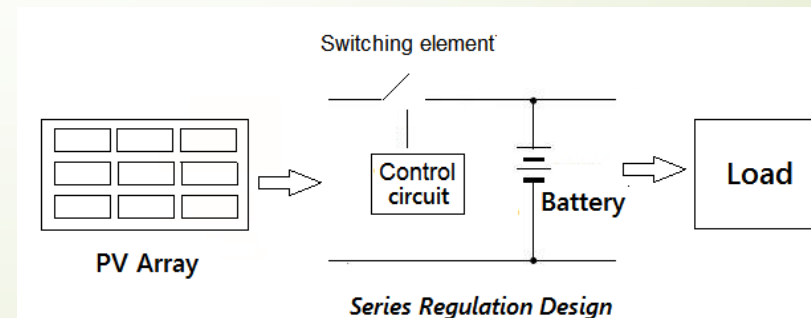 Switching element
Control
circuit
Load
Battery
PV Array
Series Regulation Design